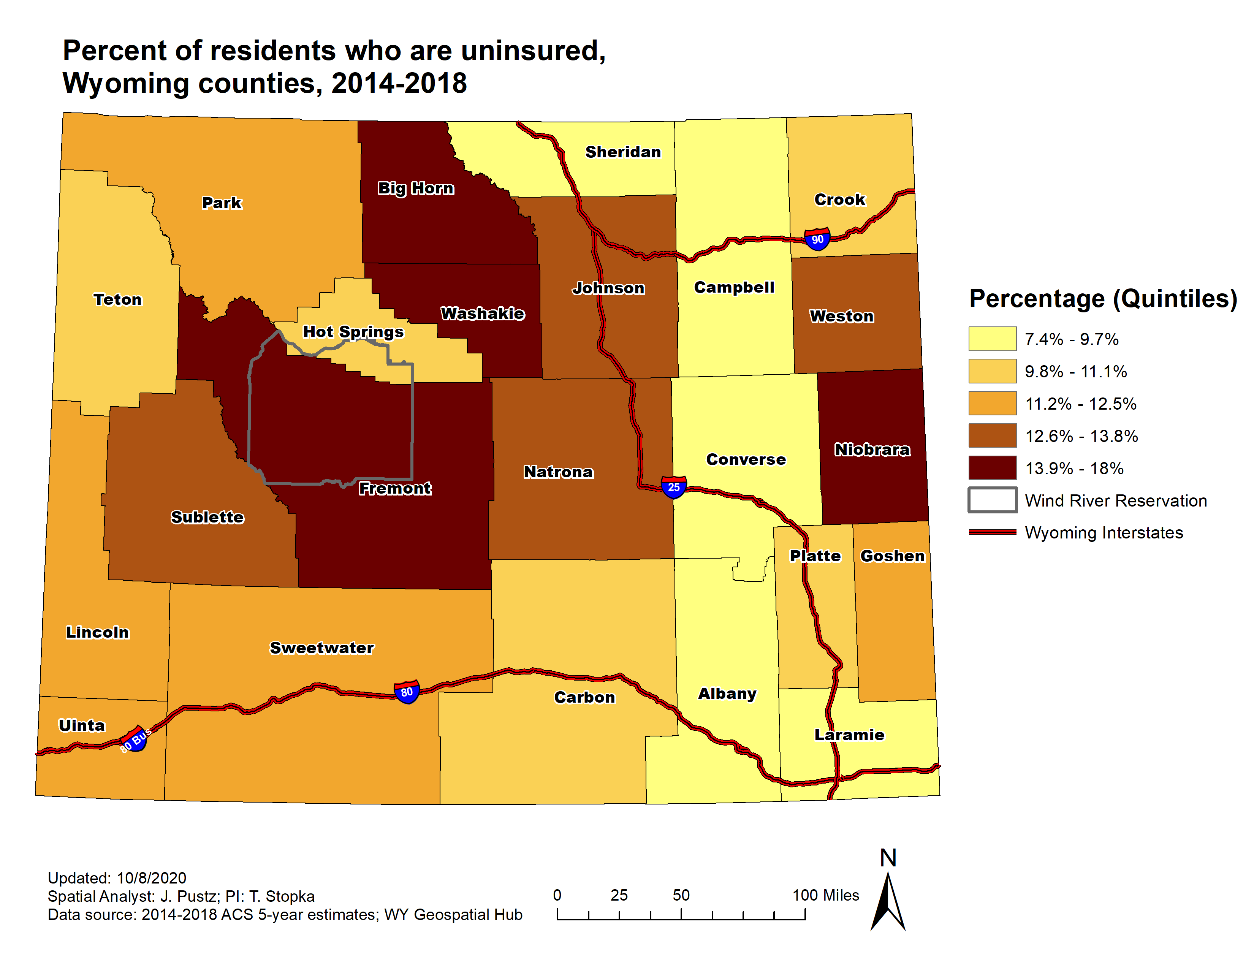 Percent of residents who are uninsured,
Wyoming counties, 2014-2018
Sheridan
Big Horn
Park
Crook
90
Teton
Johnson
Campbell
Washakie
Weston
Hot Springs
Niobrara
Converse
Natrona
25
Fremont
Sublette
Platte
Goshen
Lincoln
Sweetwater
80
Carbon
Albany
Uinta
80 Bus
Laramie
Percentage (Quintiles)
7.4% - 9.7%
9.8% - 11.1%
11.2% - 12.5%
12.6% - 13.8%
13.9% - 18%
Wind River Reservation
Wyoming Interstates
Updated: 10/8/2020
Spatial Analyst: J. Pustz; PI: T. Stopka
Data source: 2014-2018 ACS 5-year estimates; WY Geospatial Hub
0 25 50 100 Miles
N